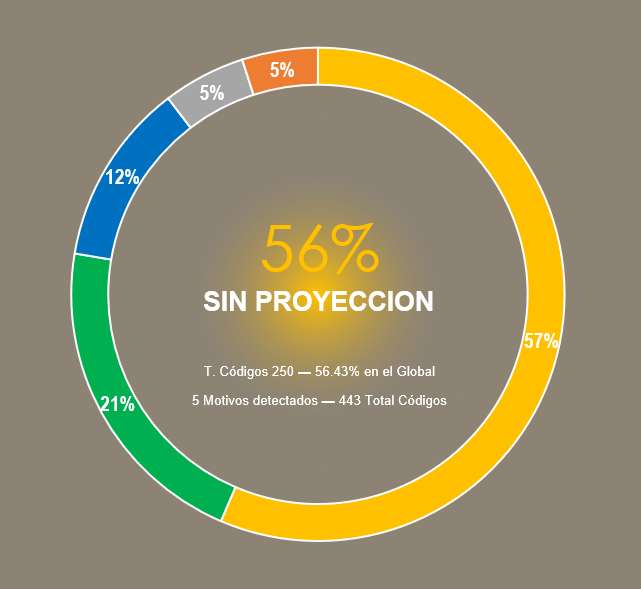 5%
5%
12%
56%
SIN PROYECCION
57%
T. Códigos 250 — 56.43% en el Global
5 Motivos detectados — 443 Total Códigos
21%